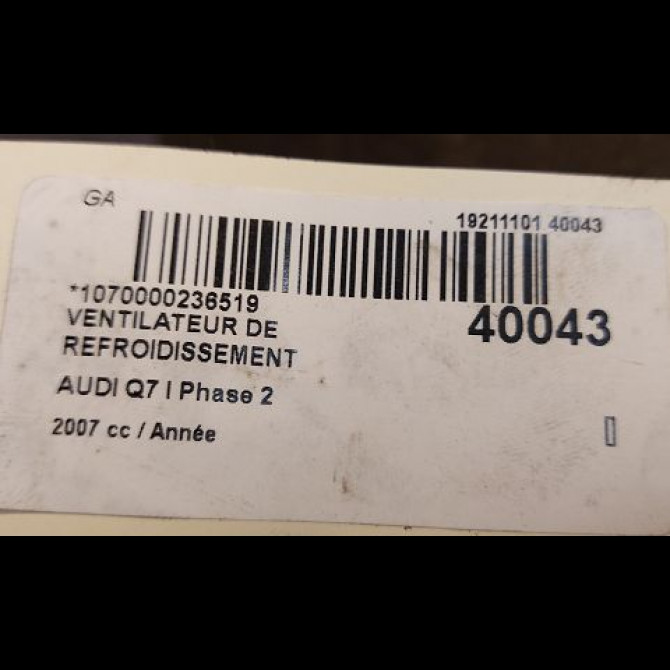 GA
19211101 40043
*1070000236519
40043
VENTILATEUR DE
REFROIDISSEMENT
AUDI Q7 I Phase 2
2007 cc / Année